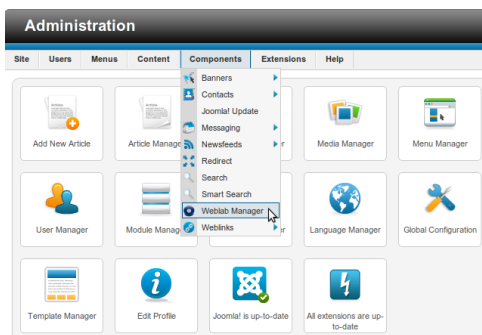 Administration
Site Users Menus Content Components Extensions Help
Banners
Contacts
Joomla! Update
Messaging
Newsfeeds
Redirect
Search
Smart Search
Weblab Manager
Weblinks
Add New Article
Article Manage
Media Manager
Menu Manager
User Manager
Module Manag
Language Manager
Global Configuration
Template Manager
Edit Profile
Joomla! is up-to-date
All extensions are up-
to-date